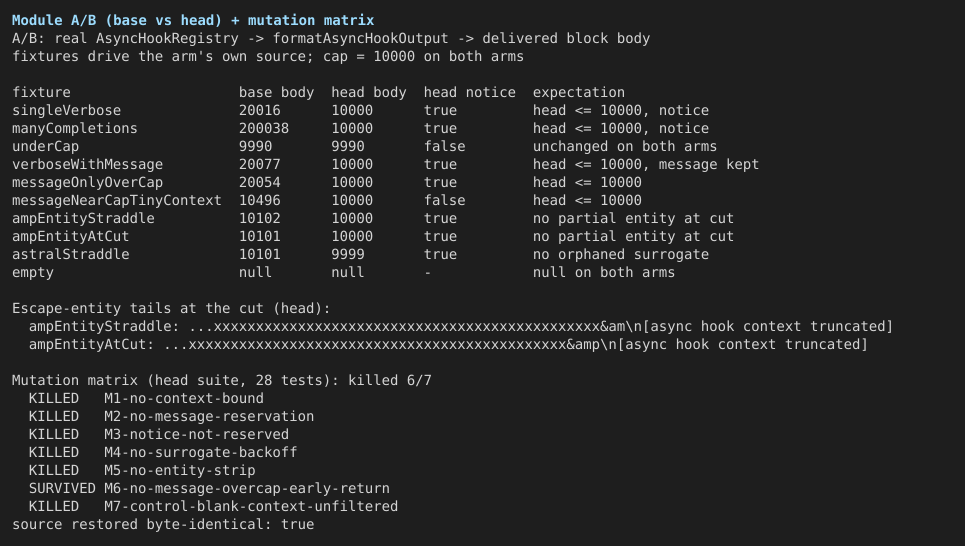 Module A/B (base vs head) + mutation matrix
A/B: real AsyncHookRegistry -> formatAsyncHookOutput -> delivered block body
fixtures drive the arm's own source; cap = 10000 on both arms
fixture base body head body head notice expectation
singleVerbose 20016 10000 true head <= 10000, notice
manyCompletions 200038 10000 true head <= 10000, notice
underCap 9990 9990 false unchanged on both arms
verboseWithMessage 20077 10000 true head <= 10000, message kept
messageOnlyOverCap 20054 10000 true head <= 10000
messageNearCapTinyContext 10496 10000 false head <= 10000
ampEntityStraddle 10102 10000 true no partial entity at cut
ampEntityAtCut 10101 10000 true no partial entity at cut
astralStraddle 10101 9999 true no orphaned surrogate
empty null null - null on both arms
Escape-entity tails at the cut (head):
ampEntityStraddle: ...xxxxxxxxxxxxxxxxxxxxxxxxxxxxxxxxxxxxxxxxxxxxxx&am\n[async hook context truncated]
ampEntityAtCut: ...xxxxxxxxxxxxxxxxxxxxxxxxxxxxxxxxxxxxxxxxxxxxx&amp\n[async hook context truncated]
Mutation matrix (head suite, 28 tests): killed 6/7
KILLED M1-no-context-bound
KILLED M2-no-message-reservation
KILLED M3-notice-not-reserved
KILLED M4-no-surrogate-backoff
KILLED M5-no-entity-strip
SURVIVED M6-no-message-overcap-early-return
KILLED M7-control-blank-context-unfiltered
source restored byte-identical: true